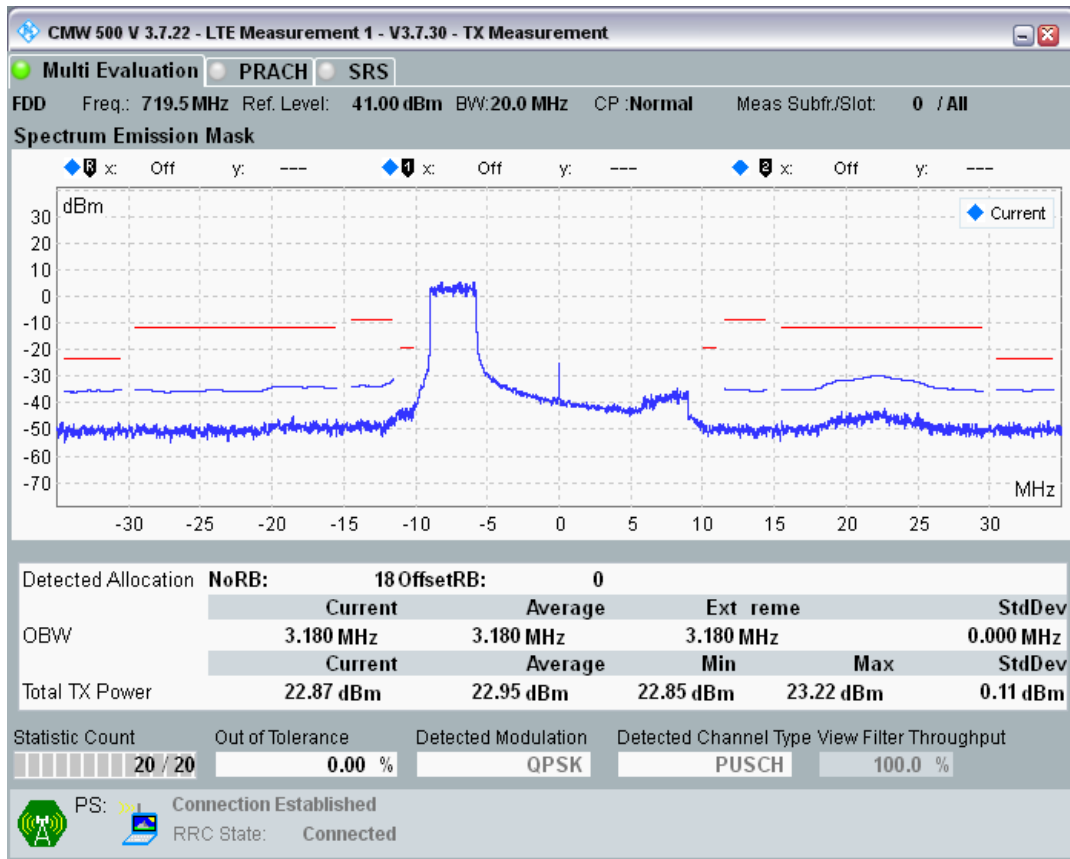 CMW 500 V 3.7.22 - LTE Measurement 1 - V3.7.30 - TX Measurement
Multi Evaluation PRACH SRS
FDD Freq.: 719.5 MHz Ref. Level: 41.00 dBm BW:20.0 MHz CP :Normal Meas Subfr./Slot: 0 / All
Spectrum Emission Mask
R x: Off y: --- 1 x: Off y: --- 2 x: Off y: ---
dBm
Current
30
20
10
0
-10
-20
-30
-40
-50
-60
-70
MHz
-30 -25 -20 -15 -10 -5 0 5 10 15 20 25 30
Detected Allocation NoRB: 18 OffsetRB: 0
Current Average Ext reme StdDev
OBW 3.180 MHz 3.180 MHz 3.180 MHz 0.000 MHz
Current Average Min Max StdDev
Total TX Power 22.87 dBm 22.95 dBm 22.85 dBm 23.22 dBm 0.11 dBm
Statistic Count Out of Tolerance Detected Modulation Detected Channel Type View Filter Throughput
20 / 20 0.00 % QPSK PUSCH 100.0 %
PS: Connection Established
RRC State: Connected